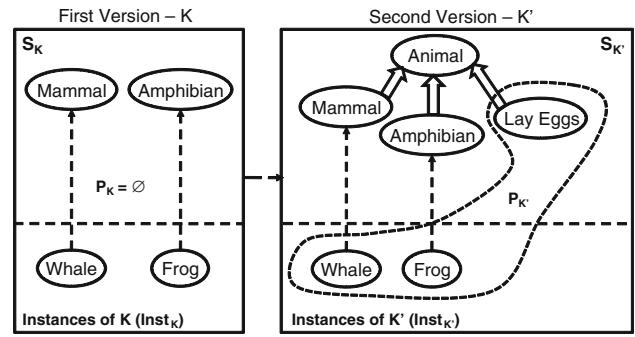 First Version – K
S_K
Mammal
Amphibian
P_K = ∅
Whale
Frog
Instances of K (Inst_K)
Second Version – K’
S_K’
Animal
Mammal
Amphibian
Lay Eggs
P_K’
Whale
Frog
Instances of K’ (Inst_K’)